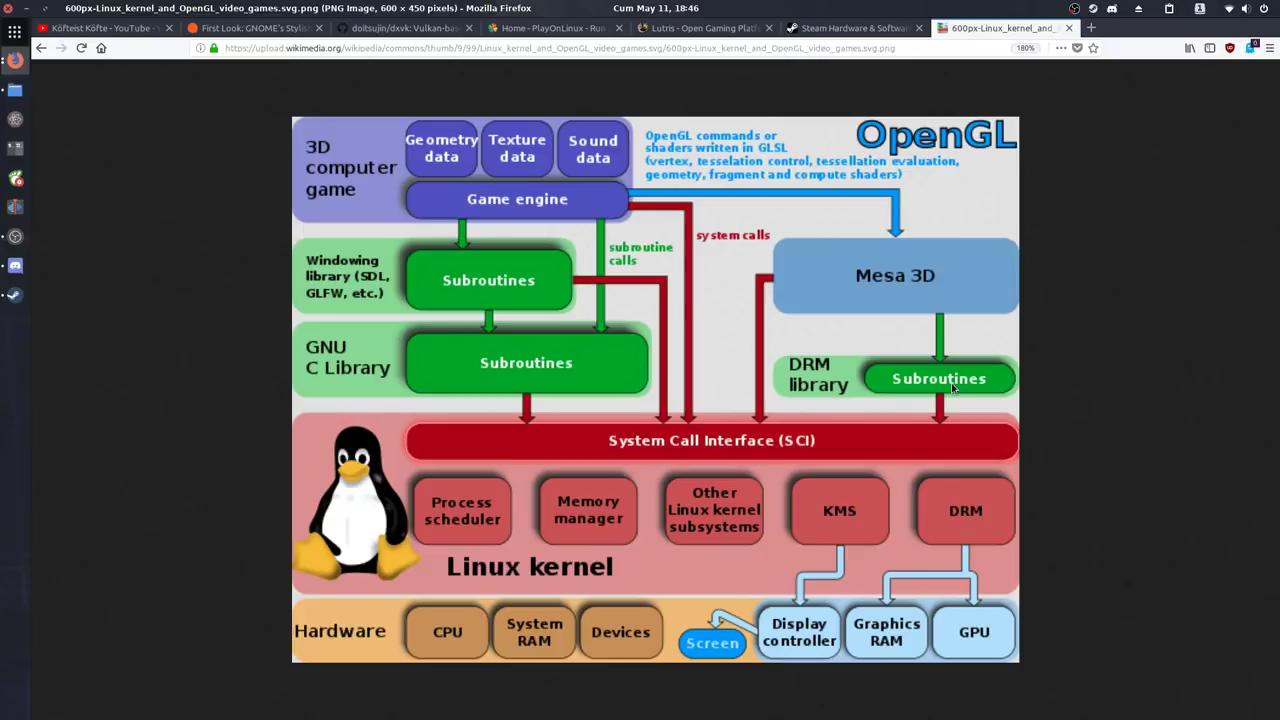 600px-Linux_kernel_and_OpenGL_video_games.svg.png (PNG Image, 600 × 450 pixels) - Mozilla Firefox
Cum May 11, 18:46
Köfteist Köfte - YouTube -
First Look: GNOME's Stylis
doitsujin/dxvk: Vulkan-bas
Home - PlayOnLinux - Run
Lutris - Open Gaming Platf
Steam Hardware & Softwar
600px-Linux_kernel_and_
https://upload.wikimedia.org/wikipedia/commons/thumb/9/99/Linux_kernel_and_OpenGL_video_games.svg/600px-Linux_kernel_and_OpenGL_video_games.svg.png
180%
3D
computer
game
Geometry
data
Texture
data
Sound
data
Game engine
OpenGL commands or
shaders written in GLSL
(vertex, tesselation control, tessellation evaluation,
geometry, fragment and compute shaders)
OpenGL
system calls
subroutine
calls
Windowing
library (SDL,
GLFW, etc.)
Subroutines
Mesa 3D
GNU
C Library
Subroutines
DRM
library
Subroutines
System Call Interface (SCI)
Process
scheduler
Memory
manager
Other
Linux kernel
subsystems
KMS
DRM
Linux kernel
Hardware
CPU
System
RAM
Devices
Screen
Display
controller
Graphics
RAM
GPU